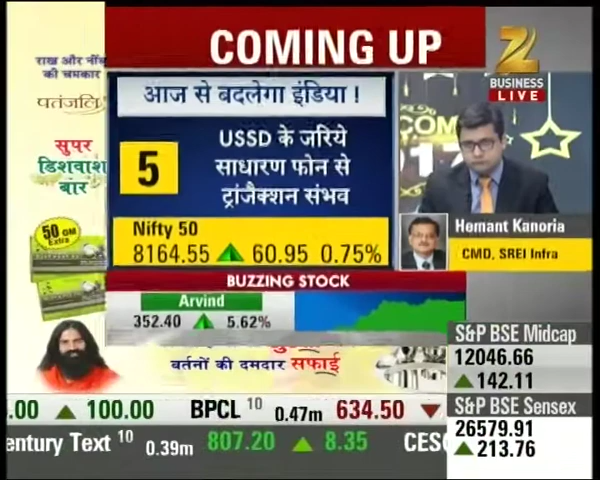 COMING UP
Z
BUSINESS
LIVE
राख और नींबू
की चमकार
पतंजलि
सुपर
डिशवाश
बार
50 GM
Extra
आज से बदलेगा इंडिया !
5
USSD के जरिये
साधारण फोन से
ट्रांजैक्शन संभव
Nifty 50
8164.55 60.95 0.75%
Hemant Kanoria
CMD, SREI Infra
BUZZING STOCK
Arvind
352.40 5.62%
बर्तनों की दमदार सफाई
S&P BSE Midcap
12046.66
142.11
S&P BSE Sensex
26579.91
213.76
.00 100.00 BPCL 10 0.47m 634.50
entury Text 10 0.39m 807.20 8.35 CESC